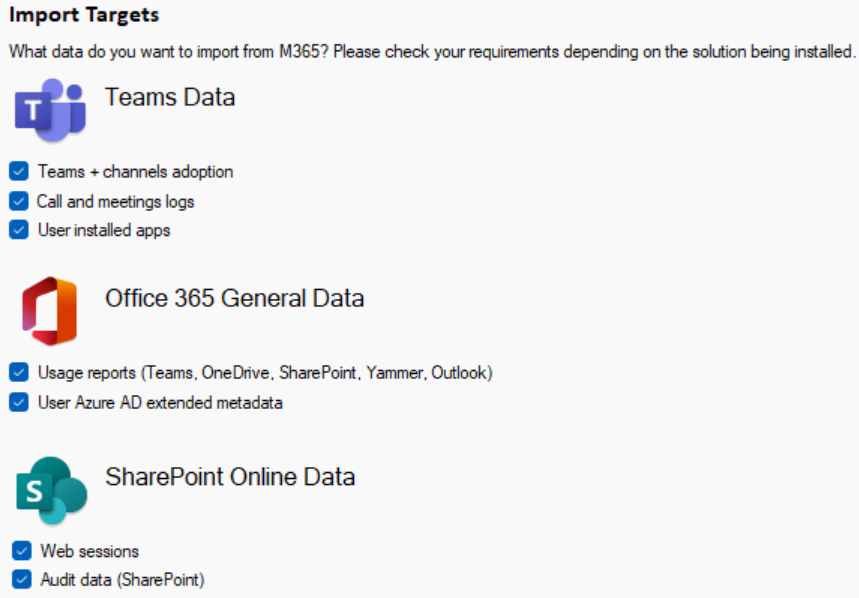 Import Targets
What data do you want to import from M365? Please check your requirements depending on the solution being installed.
T
Teams Data
Teams + channels adoption
Call and meetings logs
User installed apps
Office 365 General Data
Usage reports (Teams, OneDrive, SharePoint, Yammer, Outlook)
User Azure AD extended metadata
S
SharePoint Online Data
Web sessions
Audit data (SharePoint)